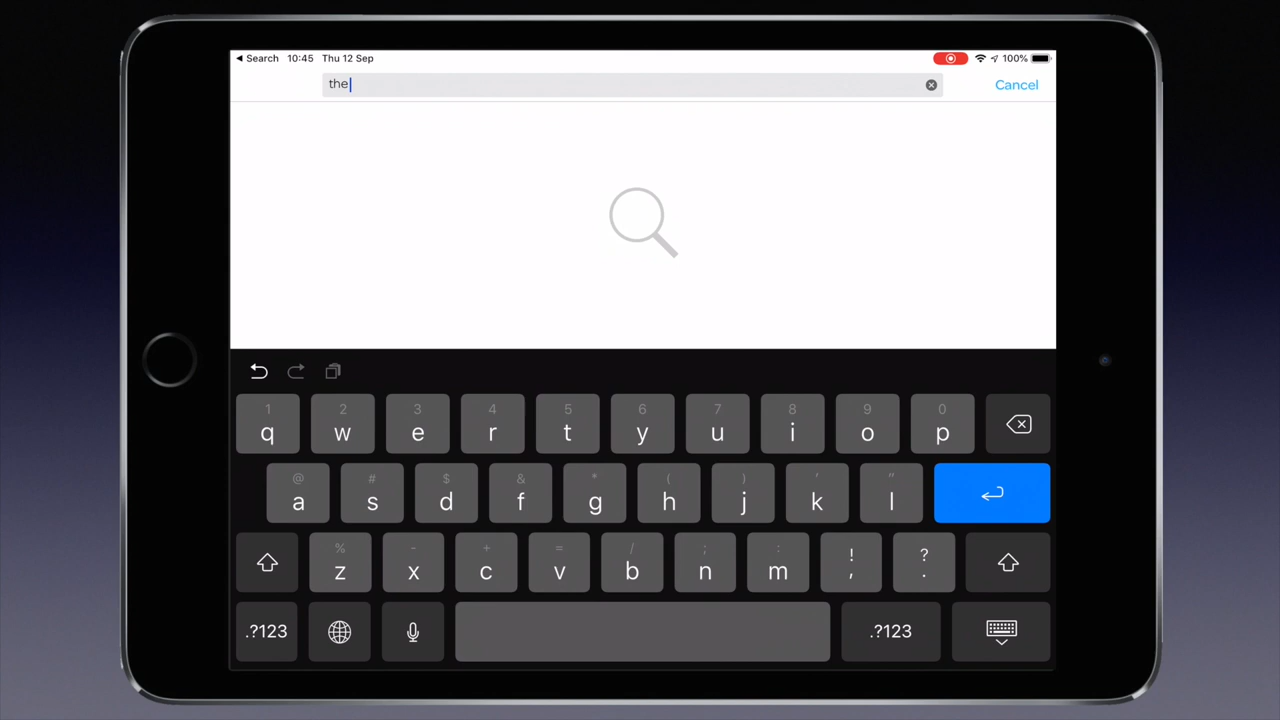 Search 10:45 Thu 12 Sep 100%
the
Cancel
1 2 3 4 5 6 7 8 9 0
q w e r t y u i o p
@ # $ & * ( ) ' "
a s d f g h j k l
% - + = / ; : ! ?
z x c v b n m , .
.?123 .?123